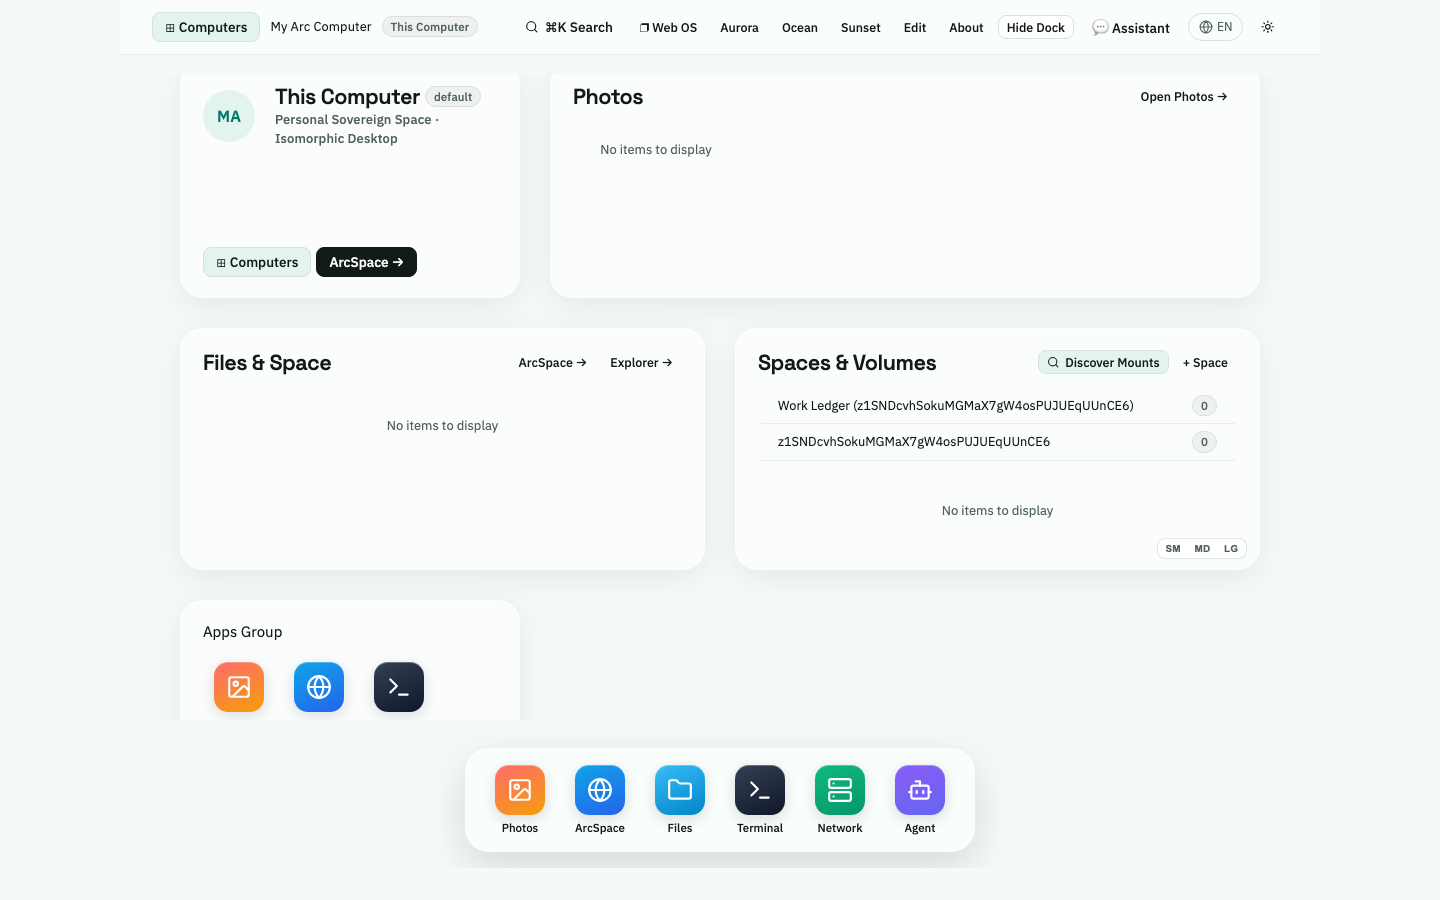 Computers
My Arc Computer
This Computer
⌘K Search
Web OS
Aurora
Ocean
Sunset
Edit
About
Hide Dock
Assistant
EN
MA
This Computer
default
Personal Sovereign Space ·
Isomorphic Desktop
Computers
ArcSpace →
Photos
Open Photos →
No items to display
Files & Space
ArcSpace →
Explorer →
No items to display
Spaces & Volumes
Discover Mounts
+ Space
Work Ledger (z1SNDcvhSokuMGMaX7gW4osPUJUEqUUnCE6)
0
z1SNDcvhSokuMGMaX7gW4osPUJUEqUUnCE6
0
No items to display
SM
MD
LG
Apps Group
Photos
ArcSpace
Files
Terminal
Network
Agent